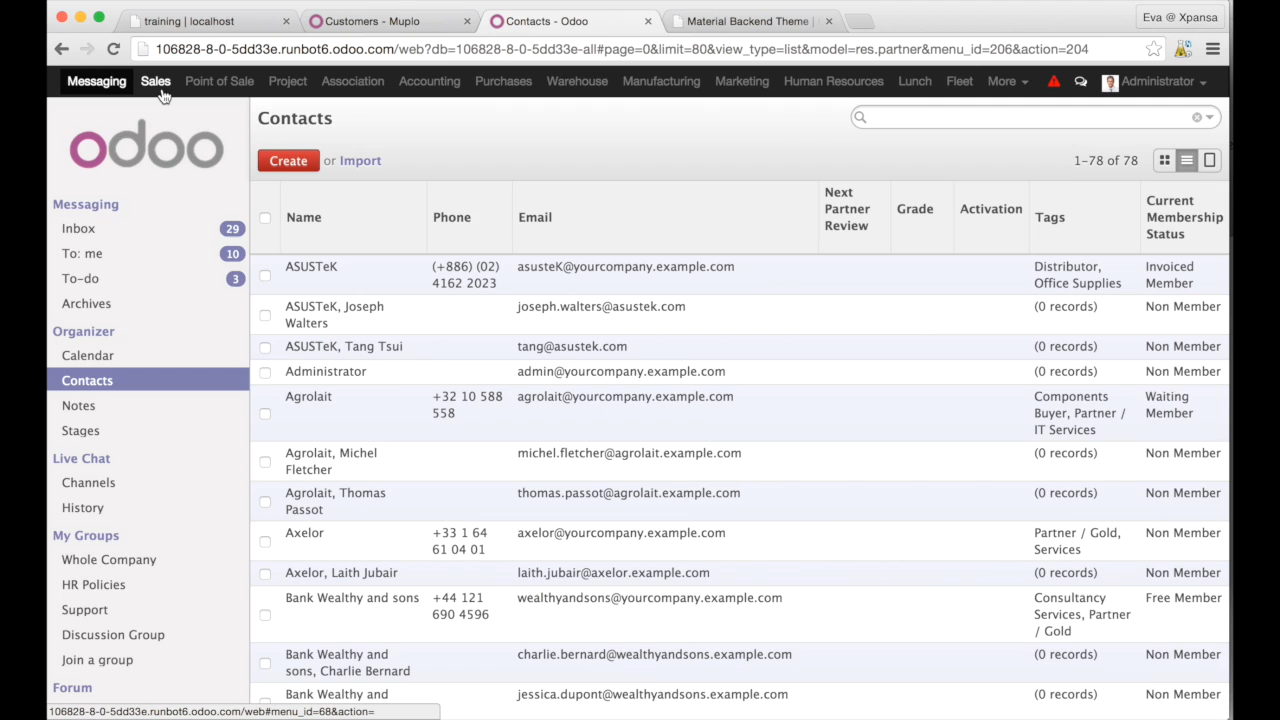 training | localhost
Customers - Muplo
Contacts - Odoo
Material Backend Theme
Eva @ Xpansa
106828-8-0-5dd33e.runbot6.odoo.com/web?db=106828-8-0-5dd33e-all#page=0&limit=80&view_type=list&model=res.partner&menu_id=206&action=204
Messaging Sales Point of Sale Project Association Accounting Purchases Warehouse Manufacturing Marketing Human Resources Lunch Fleet More Administrator
odoo
Messaging
Inbox 29
To: me 10
To-do 3
Archives
Organizer
Calendar
Contacts
Notes
Stages
Live Chat
Channels
History
My Groups
Whole Company
HR Policies
Support
Discussion Group
Join a group
Forum
Contacts
Create or Import
1-78 of 78
Name
Phone
Email
Next
Partner
Review
Grade
Activation
Tags
Current
Membership
Status
ASUSTeK (+886) (02) asusteK@yourcompany.example.com Distributor, Invoiced
4162 2023 Office Supplies Member
ASUSTeK, Joseph joseph.walters@asustek.com (0 records) Non Member
Walters
ASUSTeK, Tang Tsui tang@asustek.com (0 records) Non Member
Administrator admin@yourcompany.example.com (0 records) Non Member
Agrolait +32 10 588 agrolait@yourcompany.example.com Components Waiting
558 Buyer, Partner / Member
IT Services
Agrolait, Michel michel.fletcher@agrolait.example.com (0 records) Non Member
Fletcher
Agrolait, Thomas thomas.passot@agrolait.example.com (0 records) Non Member
Passot
Axelor +33 1 64 axelor@yourcompany.example.com Partner / Gold, Non Member
61 04 01 Services
Axelor, Laith Jubair laith.jubair@axelor.example.com (0 records) Non Member
Bank Wealthy and sons +44 121 wealthyandsons@yourcompany.example.com Consultancy Free Member
690 4596 Services, Partner
/ Gold
Bank Wealthy and charlie.bernard@wealthyandsons.example.com (0 records) Non Member
sons, Charlie Bernard
Bank Wealthy and jessica.dupont@wealthyandsons.example.com (0 records) Non Member
106828-8-0-5dd33e.runbot6.odoo.com/web#menu_id=68&action=